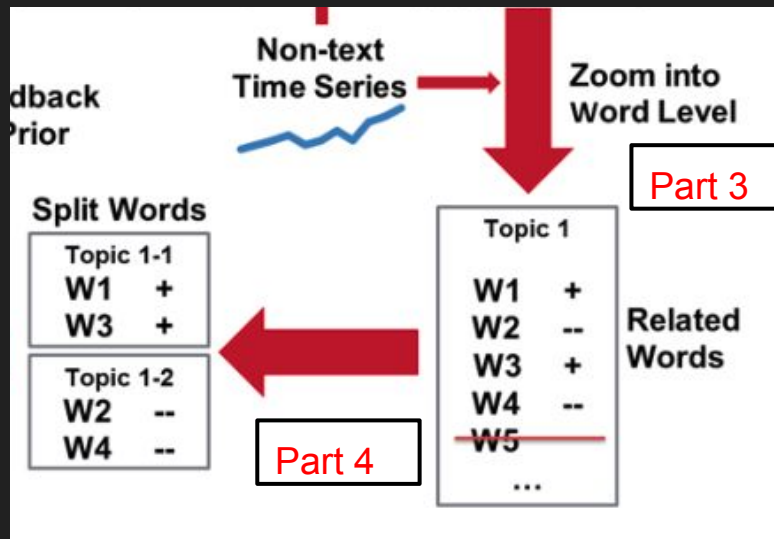 Non-text
Time Series
dback
Prior
Zoom into
Word Level
Part 3
Split Words
Topic 1-1
W1 +
W3 +
Topic 1-2
W2 --
W4 --
Part 4
Topic 1
W1 +
W2 --
W3 +
W4 --
W5
...
Related
Words